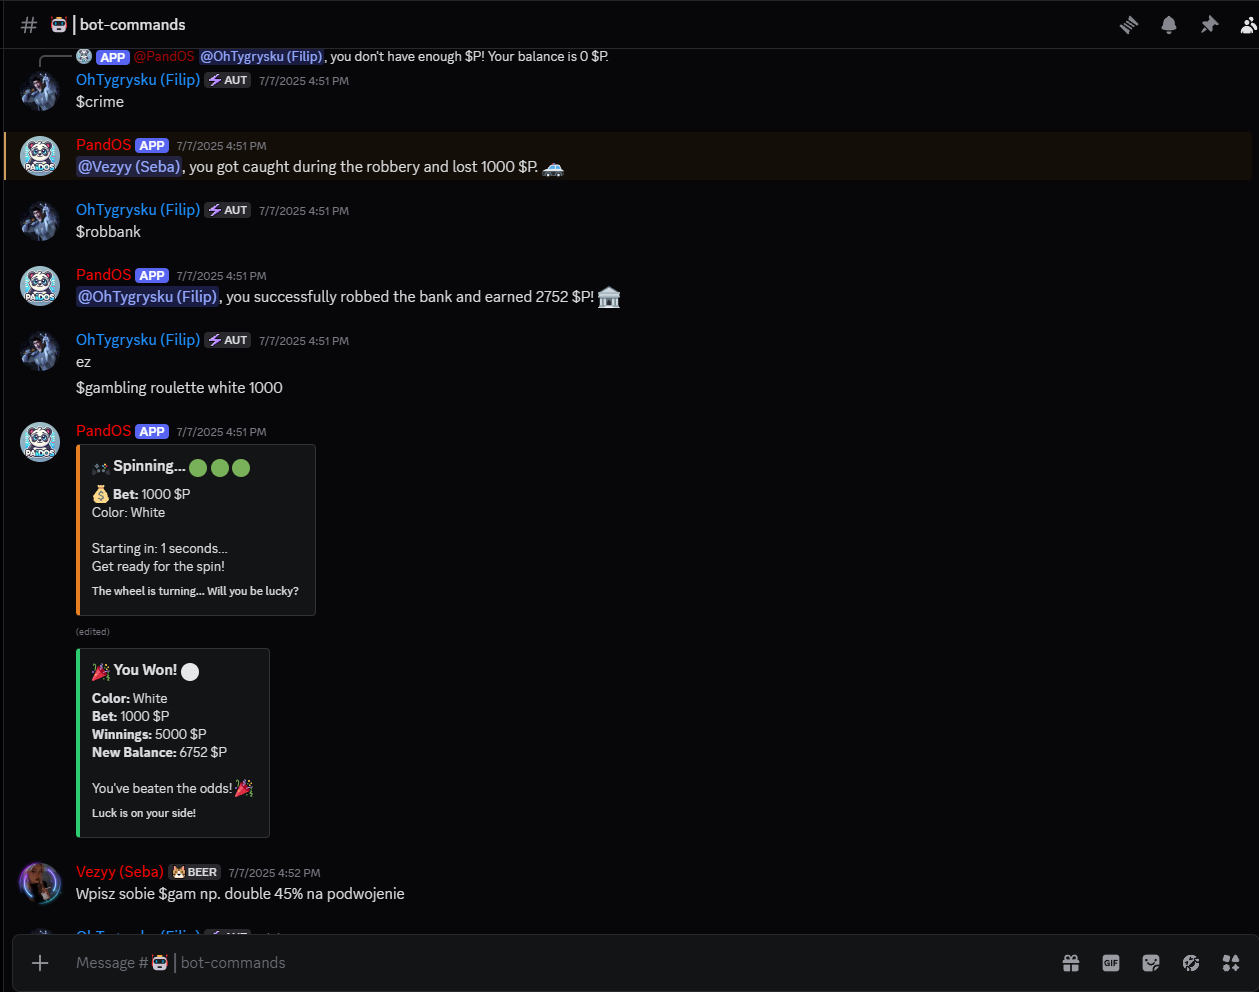 bot-commands
APP @PandOS @OhTygrysku (Filip), you don't have enough $P! Your balance is 0 $P.
OhTygrysku (Filip) AUT 7/7/2025 4:51 PM
$crime
PandOS APP 7/7/2025 4:51 PM
@Vezyy (Seba), you got caught during the robbery and lost 1000 $P.
OhTygrysku (Filip) AUT 7/7/2025 4:51 PM
$robbank
PandOS APP 7/7/2025 4:51 PM
@OhTygrysku (Filip), you successfully robbed the bank and earned 2752 $P!
OhTygrysku (Filip) AUT 7/7/2025 4:51 PM
ez
$gambling roulette white 1000
PandOS APP 7/7/2025 4:51 PM
Spinning...
Bet: 1000 $P
Color: White
Starting in: 1 seconds...
Get ready for the spin!
The wheel is turning... Will you be lucky?
(edited)
You Won!
Color: White
Bet: 1000 $P
Winnings: 5000 $P
New Balance: 6752 $P
You've beaten the odds!
Luck is on your side!
Vezyy (Seba) BEER 7/7/2025 4:52 PM
Wpisz sobie $gam np. double 45% na podwojenie
OhTygrysku (Filip) AUT
Message # | bot-commands
GIF